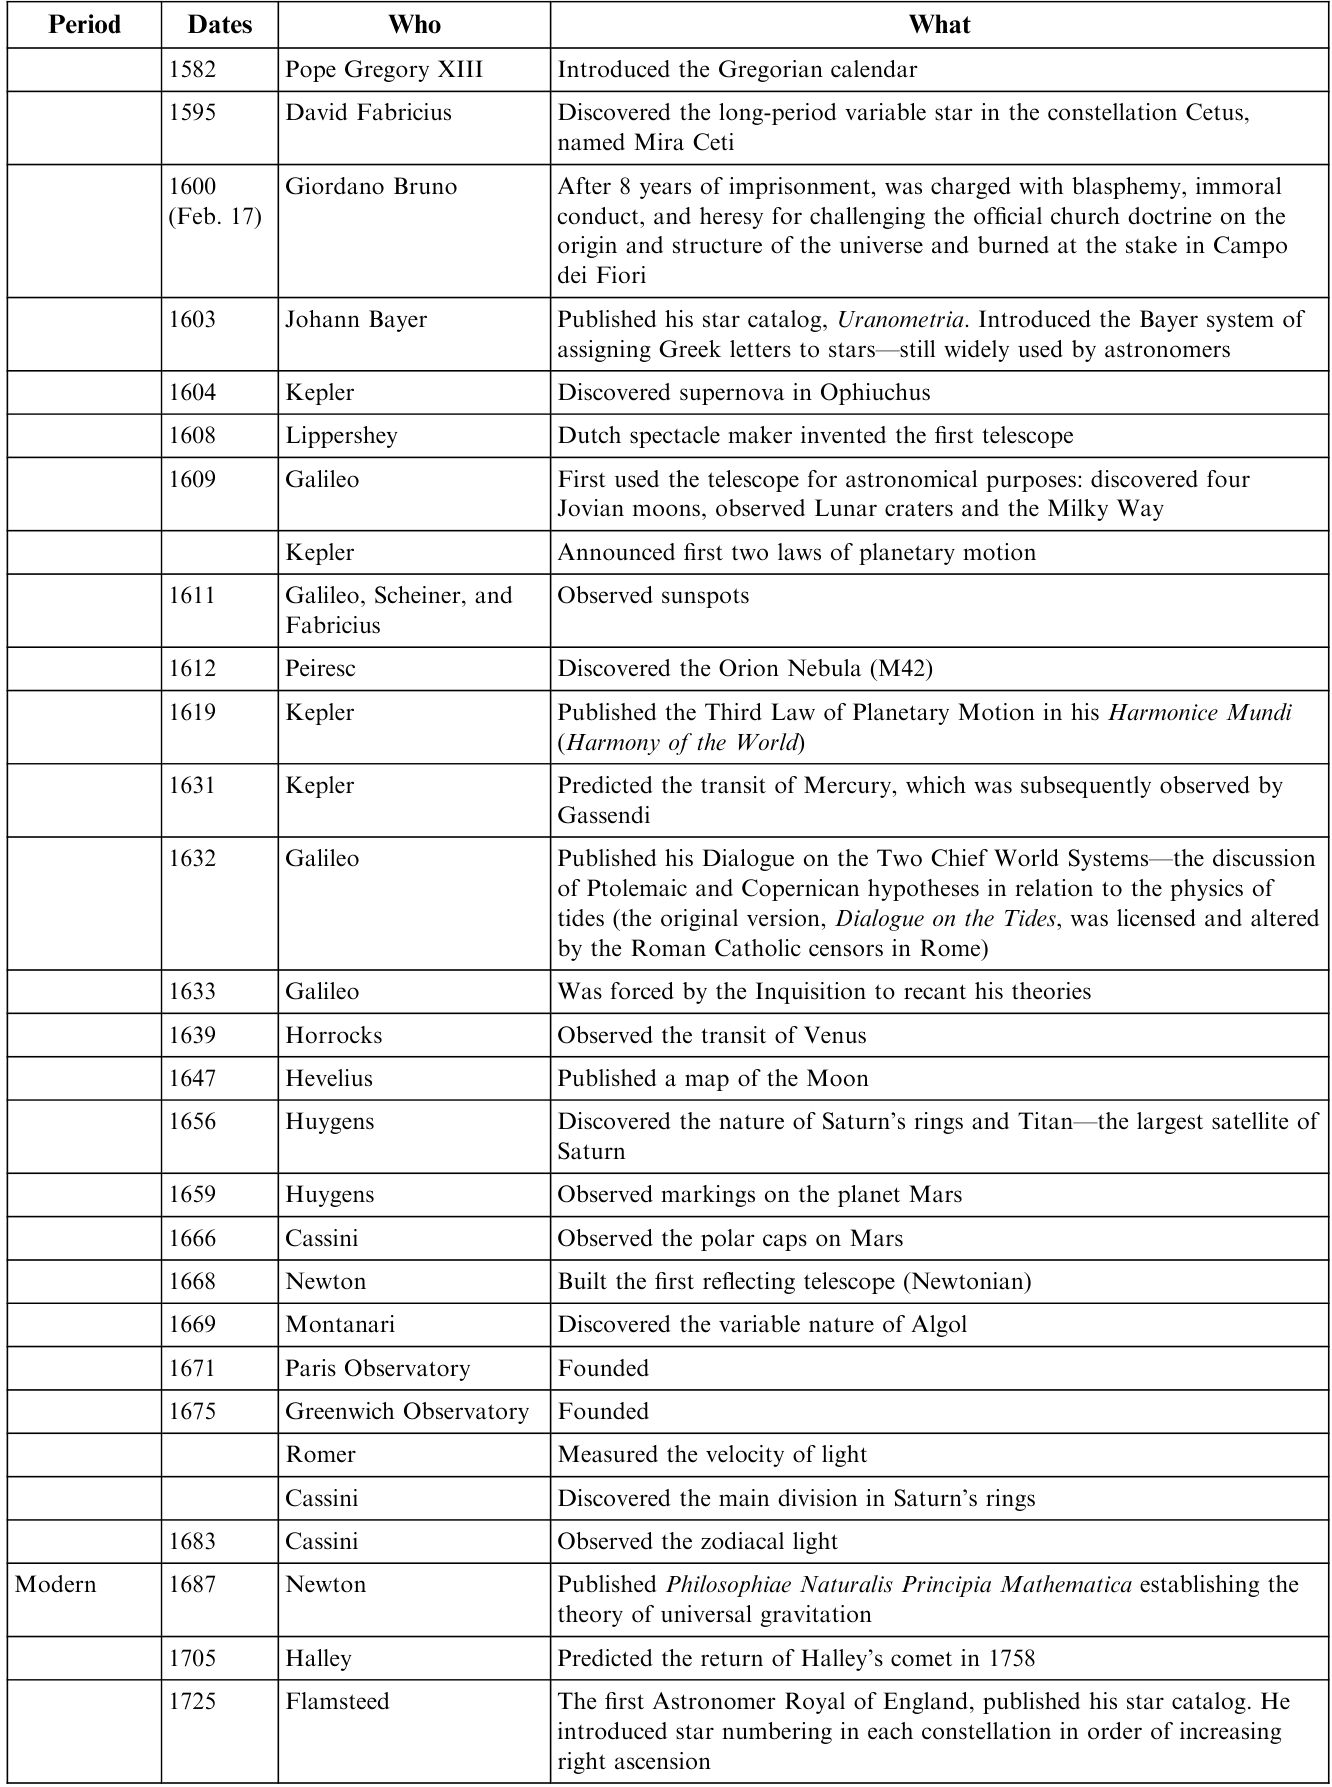 Period Dates Who What
1582 Pope Gregory XIII Introduced the Gregorian calendar
1595 David Fabricius Discovered the long-period variable star in the constellation Cetus,
named Mira Ceti
1600 Giordano Bruno After 8 years of imprisonment, was charged with blasphemy, immoral
(Feb. 17) conduct, and heresy for challenging the official church doctrine on the
origin and structure of the universe and burned at the stake in Campo
dei Fiori
1603 Johann Bayer Published his star catalog, Uranometria. Introduced the Bayer system of
assigning Greek letters to stars—still widely used by astronomers
1604 Kepler Discovered supernova in Ophiuchus
1608 Lippershey Dutch spectacle maker invented the first telescope
1609 Galileo First used the telescope for astronomical purposes: discovered four
Jovian moons, observed Lunar craters and the Milky Way
Kepler Announced first two laws of planetary motion
1611 Galileo, Scheiner, and Observed sunspots
Fabricius
1612 Peiresc Discovered the Orion Nebula (M42)
1619 Kepler Published the Third Law of Planetary Motion in his Harmonice Mundi
(Harmony of the World)
1631 Kepler Predicted the transit of Mercury, which was subsequently observed by
Gassendi
1632 Galileo Published his Dialogue on the Two Chief World Systems—the discussion
of Ptolemaic and Copernican hypotheses in relation to the physics of
tides (the original version, Dialogue on the Tides, was licensed and altered
by the Roman Catholic censors in Rome)
1633 Galileo Was forced by the Inquisition to recant his theories
1639 Horrocks Observed the transit of Venus
1647 Hevelius Published a map of the Moon
1656 Huygens Discovered the nature of Saturn's rings and Titan—the largest satellite of
Saturn
1659 Huygens Observed markings on the planet Mars
1666 Cassini Observed the polar caps on Mars
1668 Newton Built the first reflecting telescope (Newtonian)
1669 Montanari Discovered the variable nature of Algol
1671 Paris Observatory Founded
1675 Greenwich Observatory Founded
Romer Measured the velocity of light
Cassini Discovered the main division in Saturn's rings
1683 Cassini Observed the zodiacal light
Modern 1687 Newton Published Philosophiae Naturalis Principia Mathematica establishing the
theory of universal gravitation
1705 Halley Predicted the return of Halley's comet in 1758
1725 Flamsteed The first Astronomer Royal of England, published his star catalog. He
introduced star numbering in each constellation in order of increasing
right ascension